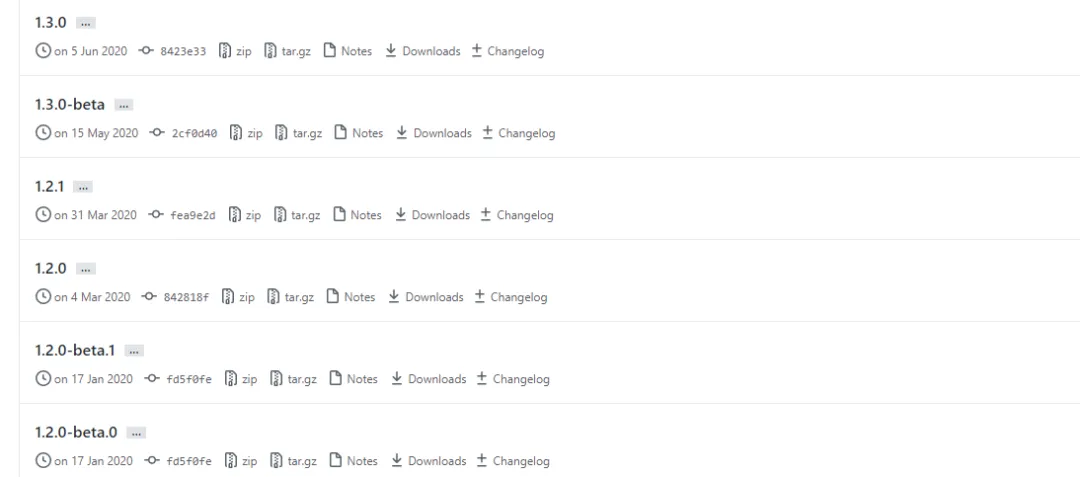 1.3.0 ...
on 5 Jun 2020 8423e33 zip tar.gz Notes Downloads Changelog
1.3.0-beta ...
on 15 May 2020 2cf0d40 zip tar.gz Notes Downloads Changelog
1.2.1 ...
on 31 Mar 2020 fea9e2d zip tar.gz Notes Downloads Changelog
1.2.0 ...
on 4 Mar 2020 842818f zip tar.gz Notes Downloads Changelog
1.2.0-beta.1 ...
on 17 Jan 2020 fd5f0fe zip tar.gz Notes Downloads Changelog
1.2.0-beta.0 ...
on 17 Jan 2020 fd5f0fe zip tar.gz Notes Downloads Changelog